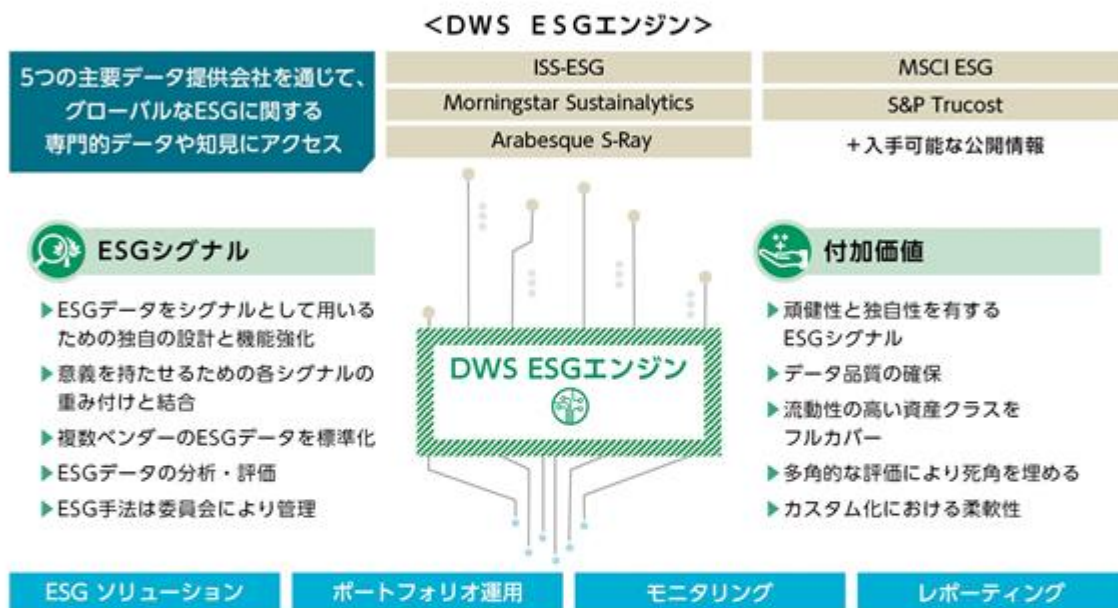 ＜DWS ESGエンジン＞
5つの主要データ提供会社を通じて、
グローバルなESGに関する
専門的データや知見にアクセス
ISS-ESG
Morningstar Sustainalytics
Arabesque S-Ray
MSCI ESG
S&P Trucost
＋入手可能な公開情報
ESGシグナル
▶ESGデータをシグナルとして用いる
ための独自の設計と機能強化
▶意義を持たせるための各シグナルの
重み付けと結合
▶複数ベンダーのESGデータを標準化
▶ESGデータの分析・評価
▶ESG手法は委員会により管理
DWS ESGエンジン
付加価値
▶頑健性と独自性を有する
ESGシグナル
▶データ品質の確保
▶流動性の高い資産クラスを
フルカバー
▶多角的な評価により死角を埋める
▶カスタム化における柔軟性
ESG ソリューション
ポートフォリオ運用
モニタリング
レポーティング